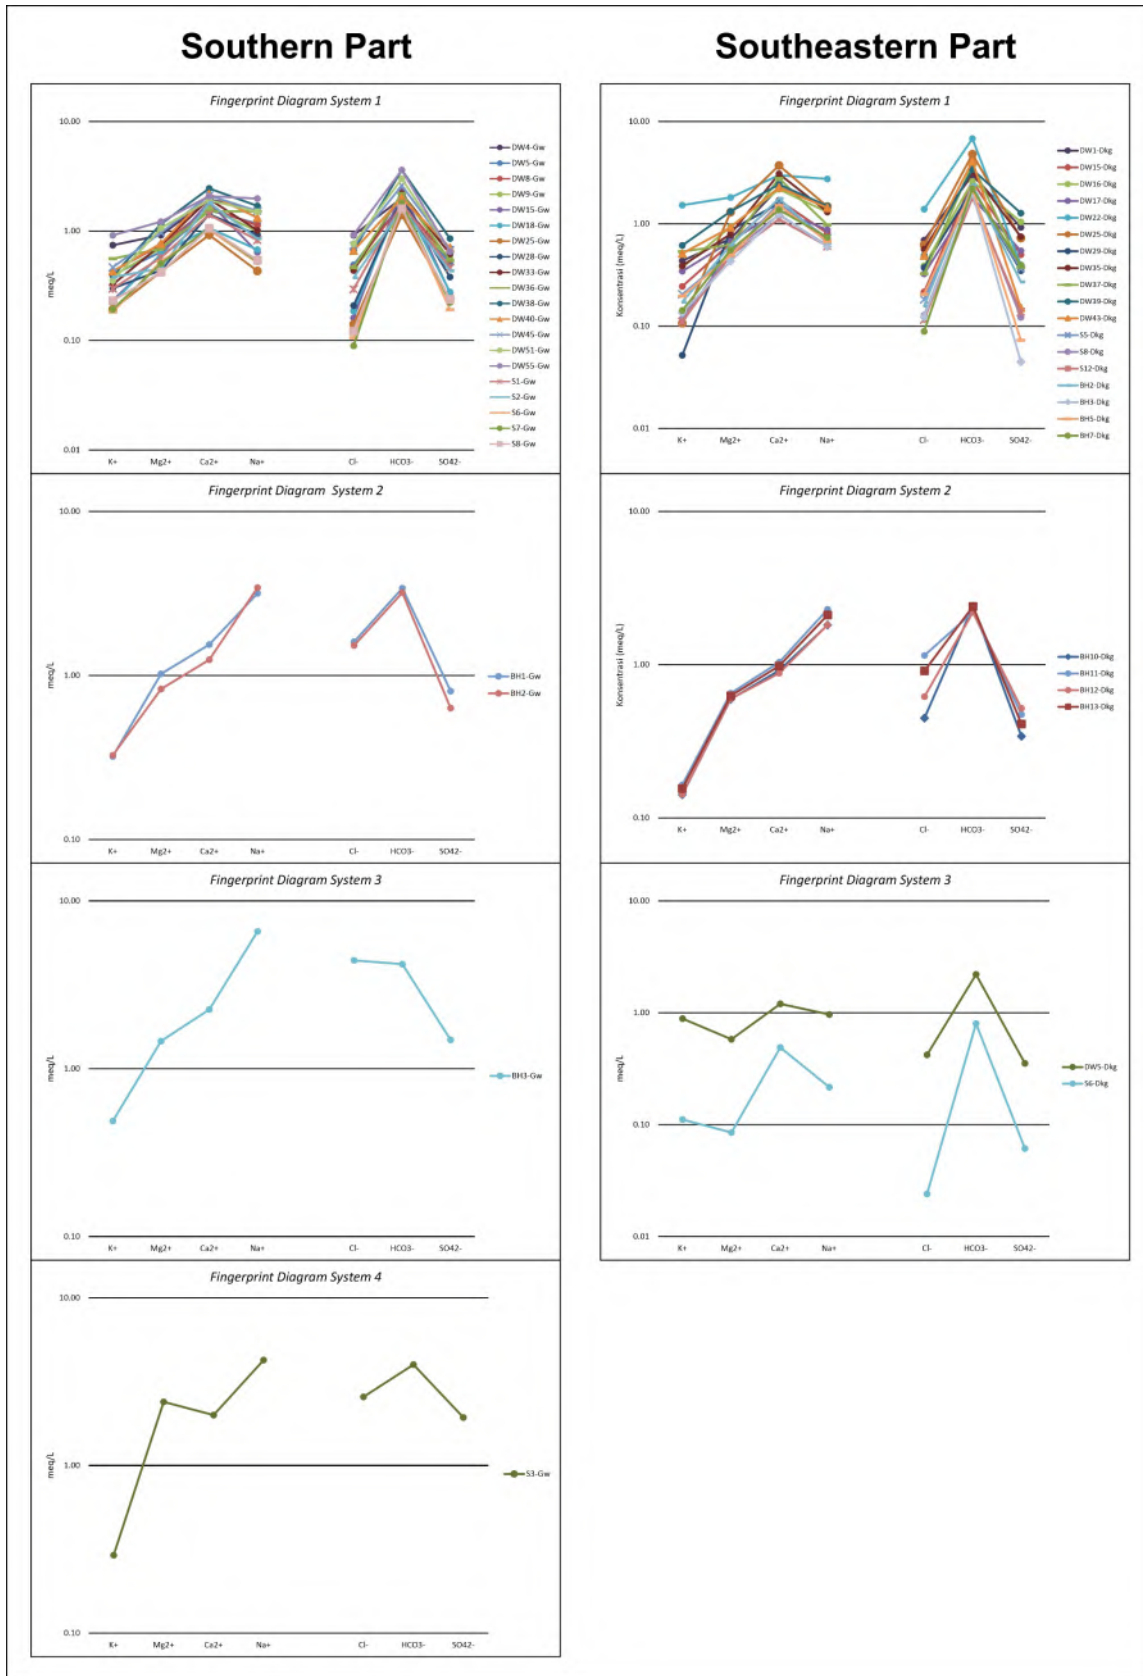 Southern Part
Southeastern Part
Fingerprint Diagram System 1
meq/L
10.00
1.00
0.10
0.01
K+ Mg2+ Ca2+ Na+ Cl- HCO3- SO42-
DW4-Gw
DW5-Gw
DW8-Gw
DW9-Gw
DW15-Gw
DW18-Gw
DW25-Gw
DW28-Gw
DW33-Gw
DW36-Gw
DW38-Gw
DW40-Gw
DW45-Gw
DW51-Gw
DW55-Gw
S1-Gw
S2-Gw
S6-Gw
S7-Gw
S8-Gw
Fingerprint Diagram System 1
Konsentrasi (meq/L)
10.00
1.00
0.10
0.01
K+ Mg2+ Ca2+ Na+ Cl- HCO3- SO42-
DW1-Dkg
DW15-Dkg
DW16-Dkg
DW17-Dkg
DW22-Dkg
DW25-Dkg
DW29-Dkg
DW35-Dkg
DW37-Dkg
DW39-Dkg
DW43-Dkg
S5-Dkg
S8-Dkg
S12-Dkg
BH2-Dkg
BH3-Dkg
BH5-Dkg
BH7-Dkg
Fingerprint Diagram System 2
meq/L
10.00
1.00
0.10
K+ Mg2+ Ca2+ Na+ Cl- HCO3- SO42-
BH1-Gw
BH2-Gw
Fingerprint Diagram System 2
Konsentrasi (meq/L)
10.00
1.00
0.10
K+ Mg2+ Ca2+ Na+ Cl- HCO3- SO42-
BH10-Dkg
BH11-Dkg
BH12-Dkg
BH13-Dkg
Fingerprint Diagram System 3
meq/L
10.00
1.00
0.10
K+ Mg2+ Ca2+ Na+ Cl- HCO3- SO42-
BH3-Gw
Fingerprint Diagram System 3
meq/L
10.00
1.00
0.10
0.01
K+ Mg2+ Ca2+ Na+ Cl- HCO3- SO42-
DW5-Dkg
S6-Dkg
Fingerprint Diagram System 4
meq/L
10.00
1.00
0.10
K+ Mg2+ Ca2+ Na+ Cl- HCO3- SO42-
S3-Gw